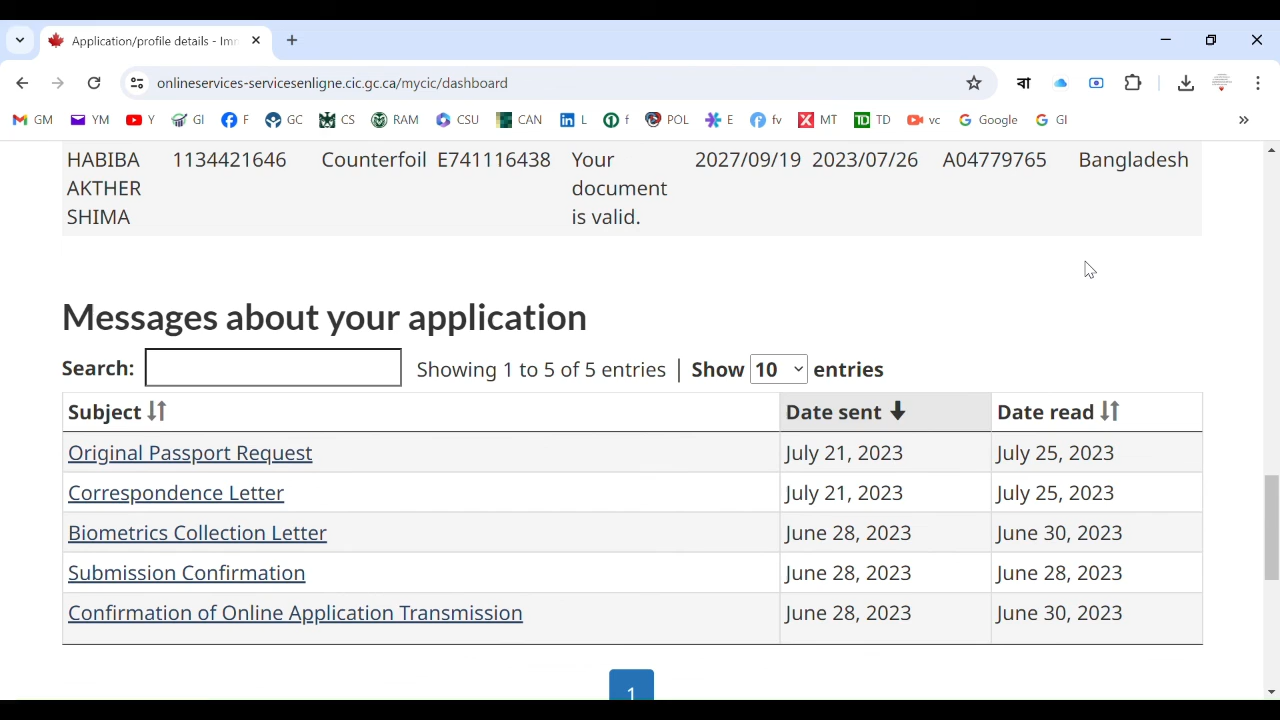 Application/profile details - Imm
onlineservices-servicesenligne.cic.gc.ca/mycic/dashboard
বা
GM YM Y GI F GC CS RAM CSU CAN L f POL E fv MT TD vc Google GI »
HABIBA 1134421646 Counterfoil E741116438 Your 2027/09/19 2023/07/26 A04779765 Bangladesh
AKTHER document
SHIMA is valid.
Messages about your application
Search: Showing 1 to 5 of 5 entries | Show 10 entries
Subject Date sent Date read
Original Passport Request July 21, 2023 July 25, 2023
Correspondence Letter July 21, 2023 July 25, 2023
Biometrics Collection Letter June 28, 2023 June 30, 2023
Submission Confirmation June 28, 2023 June 28, 2023
Confirmation of Online Application Transmission June 28, 2023 June 30, 2023
1